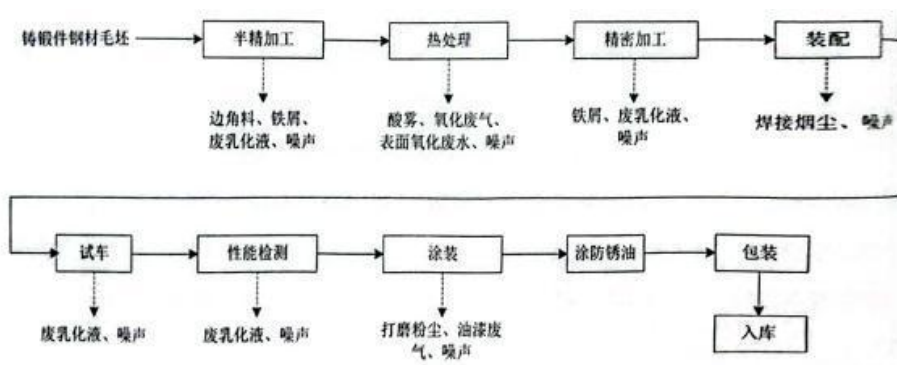 铸锻件钢材毛坯
半精加工
热处理
精密加工
装配
边角料、铁屑、
废乳化液、噪声
酸雾、氧化废气、
表面氧化废水、噪声
铁屑、废乳化液、
噪声
焊接烟尘、噪声
试车
性能检测
涂装
涂防锈油
包装
废乳化液、噪声
废乳化液、噪声
打磨粉尘、油漆废
气、噪声
入库